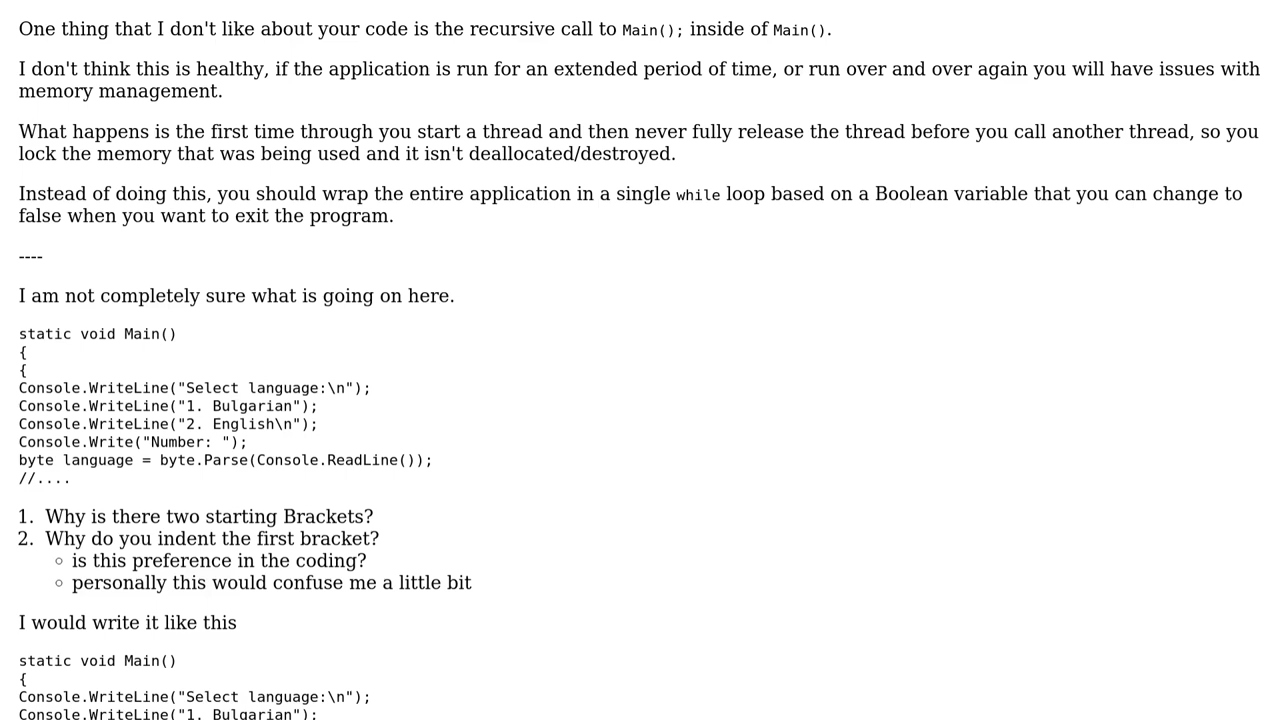 One thing that I don't like about your code is the recursive call to Main(); inside of Main().
I don't think this is healthy, if the application is run for an extended period of time, or run over and over again you will have issues with
memory management.
What happens is the first time through you start a thread and then never fully release the thread before you call another thread, so you
lock the memory that was being used and it isn't deallocated/destroyed.
Instead of doing this, you should wrap the entire application in a single while loop based on a Boolean variable that you can change to
false when you want to exit the program.
----
I am not completely sure what is going on here.
static void Main()
{
{
Console.WriteLine("Select language:\n");
Console.WriteLine("1. Bulgarian");
Console.WriteLine("2. English\n");
Console.Write("Number: ");
byte language = byte.Parse(Console.ReadLine());
//....
1. Why is there two starting Brackets?
2. Why do you indent the first bracket?
◦ is this preference in the coding?
◦ personally this would confuse me a little bit
I would write it like this
static void Main()
{
Console.WriteLine("Select language:\n");
Console.WriteLine("1. Bulgarian");